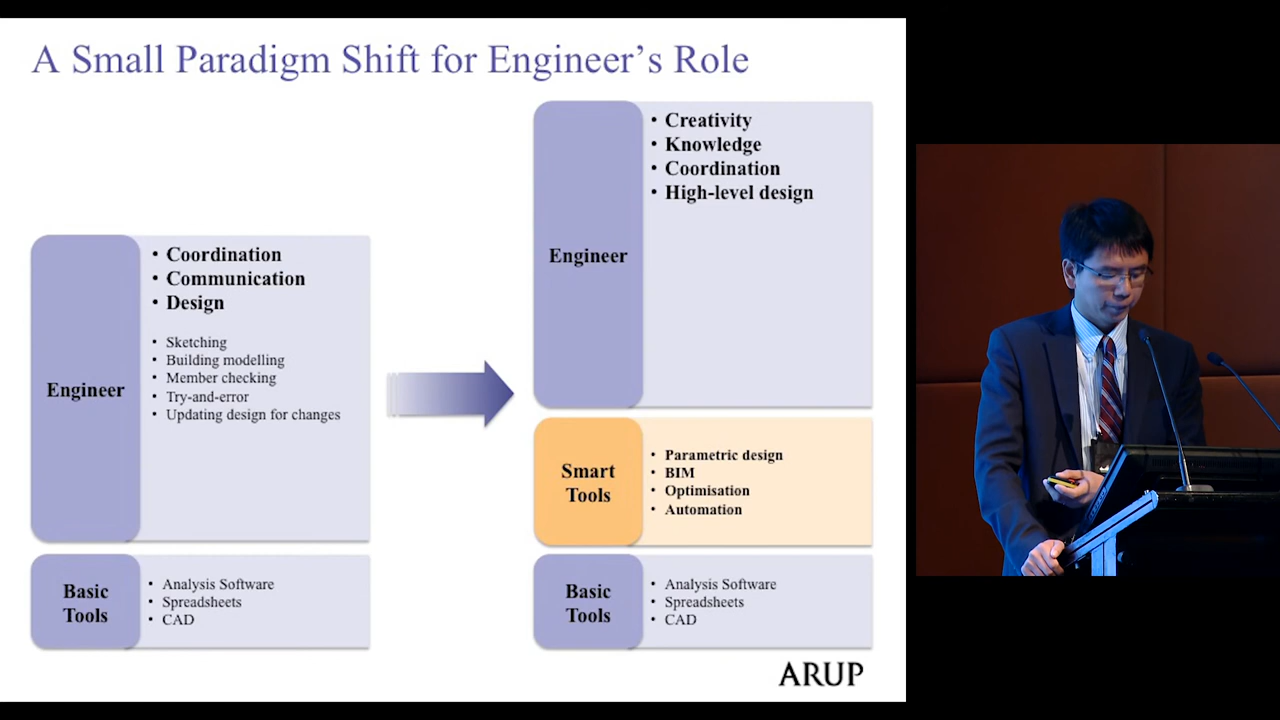 A Small Paradigm Shift for Engineer's Role
Engineer
• Coordination
• Communication
• Design
• Sketching
• Building modelling
• Member checking
• Try-and-error
• Updating design for changes
Basic
Tools
• Analysis Software
• Spreadsheets
• CAD
Engineer
• Creativity
• Knowledge
• Coordination
• High-level design
Smart
Tools
• Parametric design
• BIM
• Optimisation
• Automation
Basic
Tools
• Analysis Software
• Spreadsheets
• CAD
ARUP